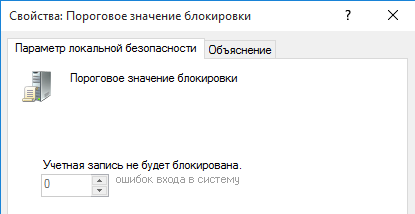 Свойства: Пороговое значение блокировки
Параметр локальной безопасности Объяснение
Пороговое значение блокировки
Учетная запись не будет блокирована.
0 ошибок входа в систему